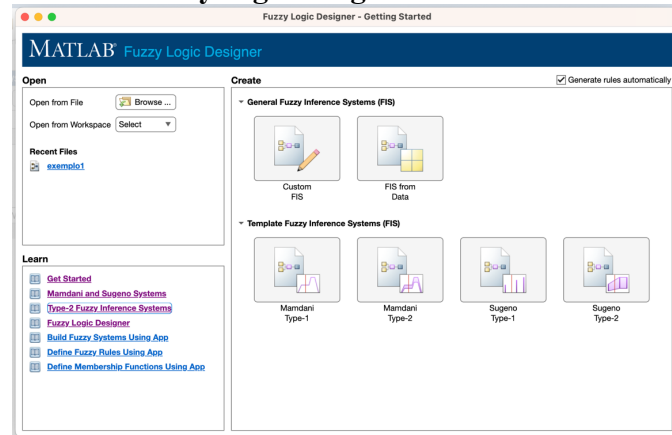 Fuzzy Logic Designer - Getting Started
MATLAB® Fuzzy Logic Designer
Open
Open from File
Browse ...
Open from Workspace
Select
Recent Files
exemplo1
Learn
Get Started
Mamdani and Sugeno Systems
Type-2 Fuzzy Inference Systems
Fuzzy Logic Designer
Build Fuzzy Systems Using App
Define Fuzzy Rules Using App
Define Membership Functions Using App
Create
Generate rules automatically
General Fuzzy Inference Systems (FIS)
Custom
FIS
FIS from
Data
Template Fuzzy Inference Systems (FIS)
Mamdani
Type-1
Mamdani
Type-2
Sugeno
Type-1
Sugeno
Type-2